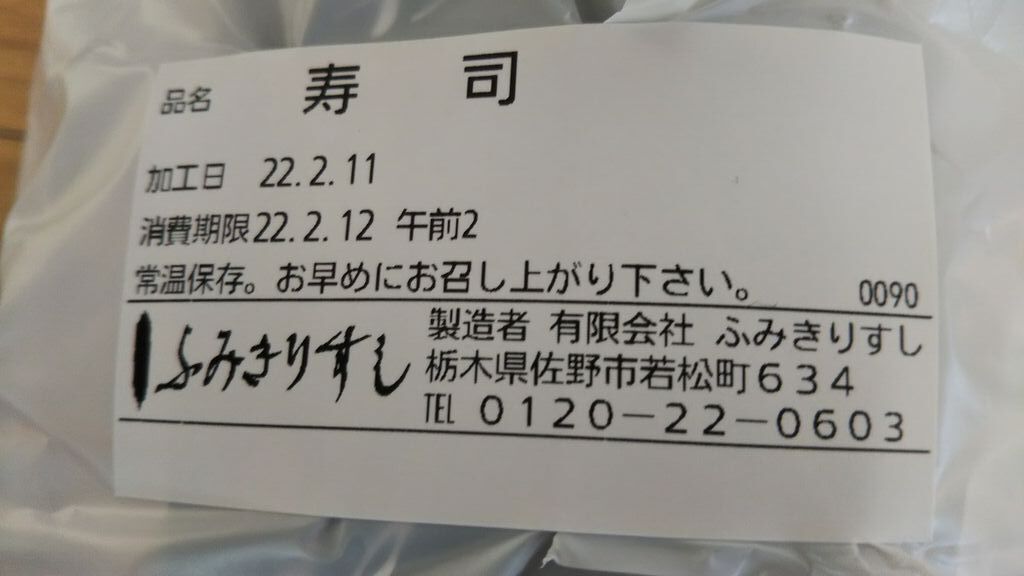 品名 寿司
加工日 22.2.11
消費期限22.2.12 午前2
常温保存。お早めにお召し上がり下さい。 0090
ふみきりすし
製造者 有限会社 ふみきりすし
栃木県佐野市若松町634
TEL 0120-22-0603